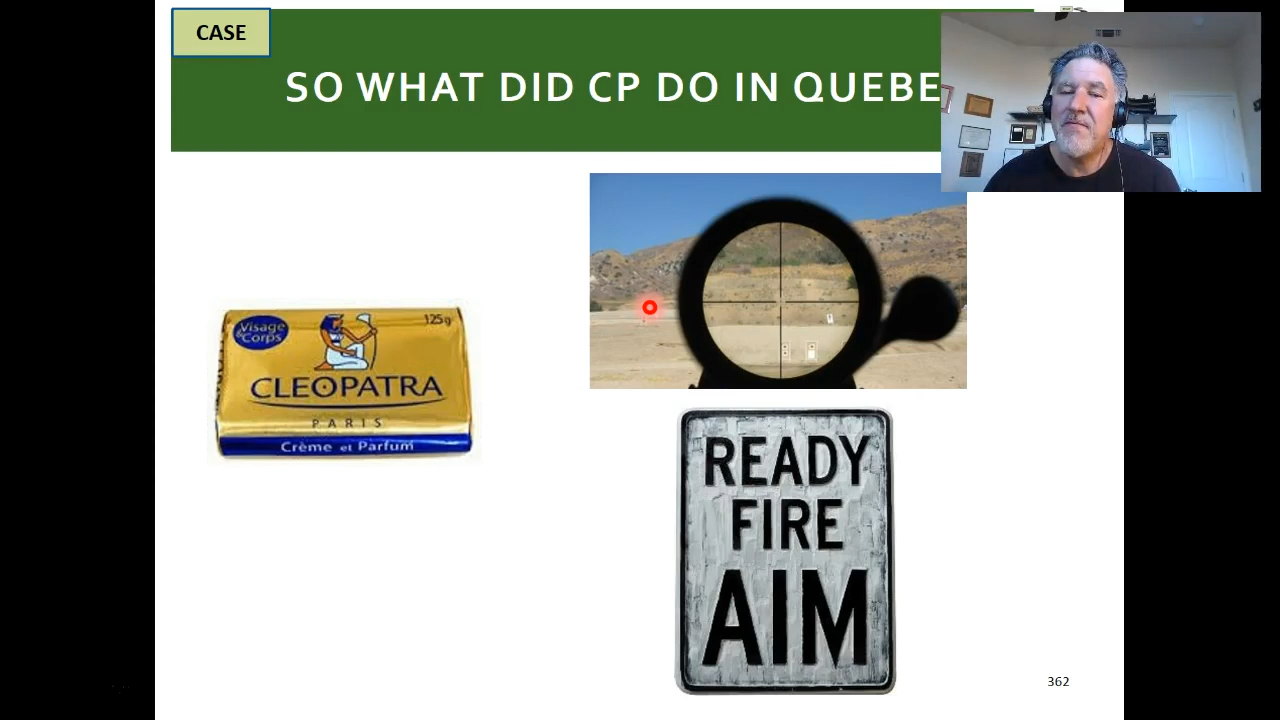 CASE
SO WHAT DID CP DO IN QUEBE
Visage
& Corps
125g
CLEOPATRA
PARIS
Crème et Parfum
READY
FIRE
AIM
362